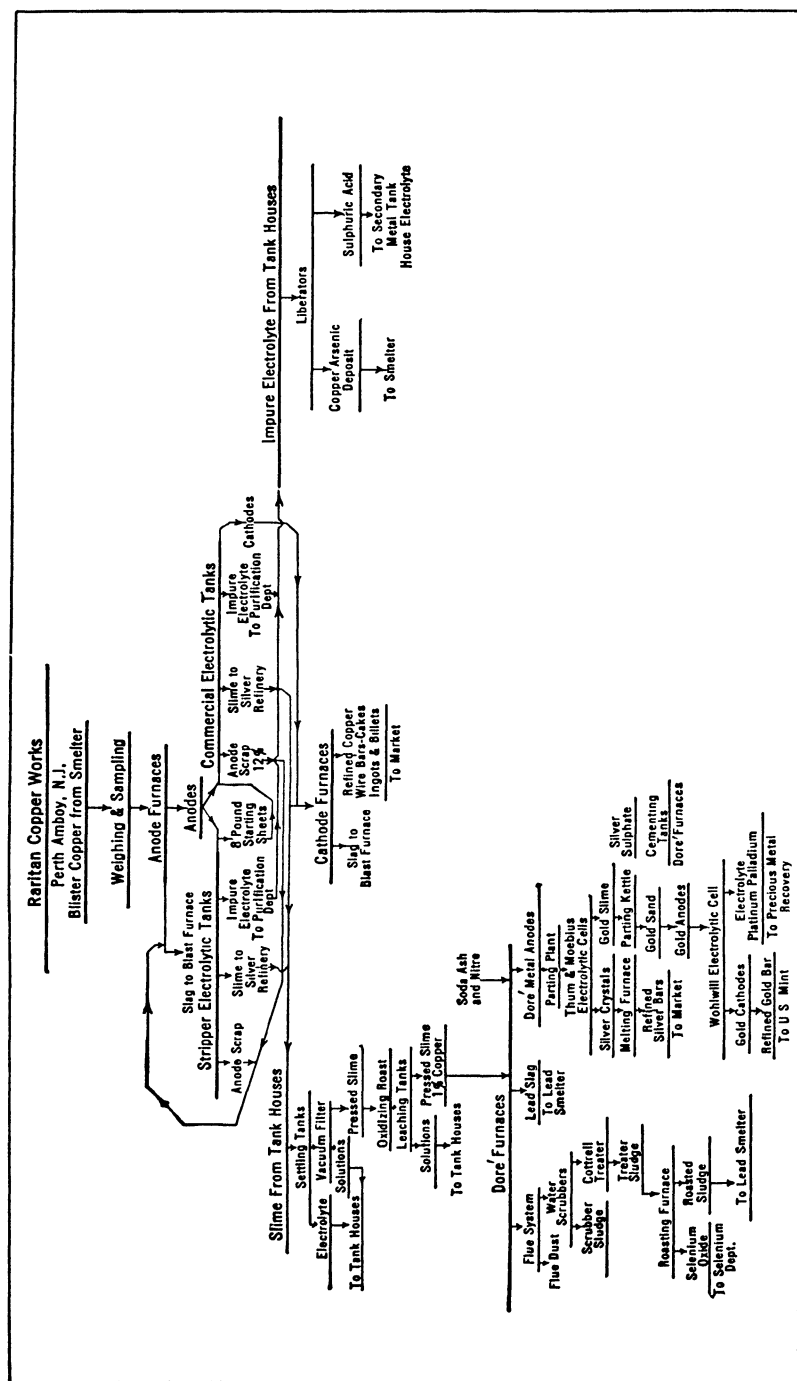 Raritan Copper Works
Perth Amboy, N.J.
Blister Copper from Smelter
Weighing & Sampling
Anode Furnaces
Slag to Blast Furnace
Anodes
Stripper Electrolytic Tanks
Anode Scrap
Slime to
Silver
Refinery
Impure
Electrolyte
To Purification
Dept
8 Pound
Starting
Sheets
Commercial Electrolytic Tanks
Anode Scrap
12%
Slime to
Silver
Refinery
Impure
Electrolyte
To Purification
Dept
Cathodes
Cathode Furnaces
Slag to
Blast Furnace
Refined Copper
Wire Bars-Cakes
Ingots & Billets
To Market
Impure Electrolyte From Tank Houses
Liberators
Copper Arsenic
Deposit
To Smelter
Sulphuric Acid
To Secondary
Metal Tank
House Electrolyte
Slime From Tank Houses
Settling Tanks
Electrolyte
Vacuum Filter
Solutions
To Tank Houses
Pressed Slime
Oxidizing Roast
Leaching Tanks
Solutions
To Tank Houses
Pressed Slime
1% Copper
Soda Ash
and Nitre
Dore' Furnaces
Flue System
Flue Dust
Water
Scrubbers
Scrubber
Sludge
Cottrell
Treater
Treater
Sludge
Roasting Furnace
Selenium
Oxide
To Selenium
Dept.
Roasted
Sludge
To Lead Smelter
Lead Slag
To Lead
Smelter
Dore' Metal Anodes
Parting Plant
Thum & Moebius
Electrolytic Cells
Silver Crystals
Melting Furnace
Refined
Silver Bars
To Market
Gold Slime
Parting Kettle
Gold Sand
Gold Anodes
Silver
Sulphate
Cementing
Tanks
Dore' Furnaces
Wohlwill Electrolytic Cell
Gold Cathodes
Refined Gold Bar
To U S Mint
Electrolyte
Platinum Palladium
To Precious Metal
Recovery